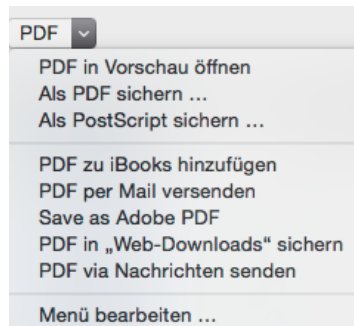 PDF
PDF in Vorschau öffnen
Als PDF sichern …
Als PostScript sichern …
PDF zu iBooks hinzufügen
PDF per Mail versenden
Save as Adobe PDF
PDF in „Web-Downloads“ sichern
PDF via Nachrichten senden
Menü bearbeiten …